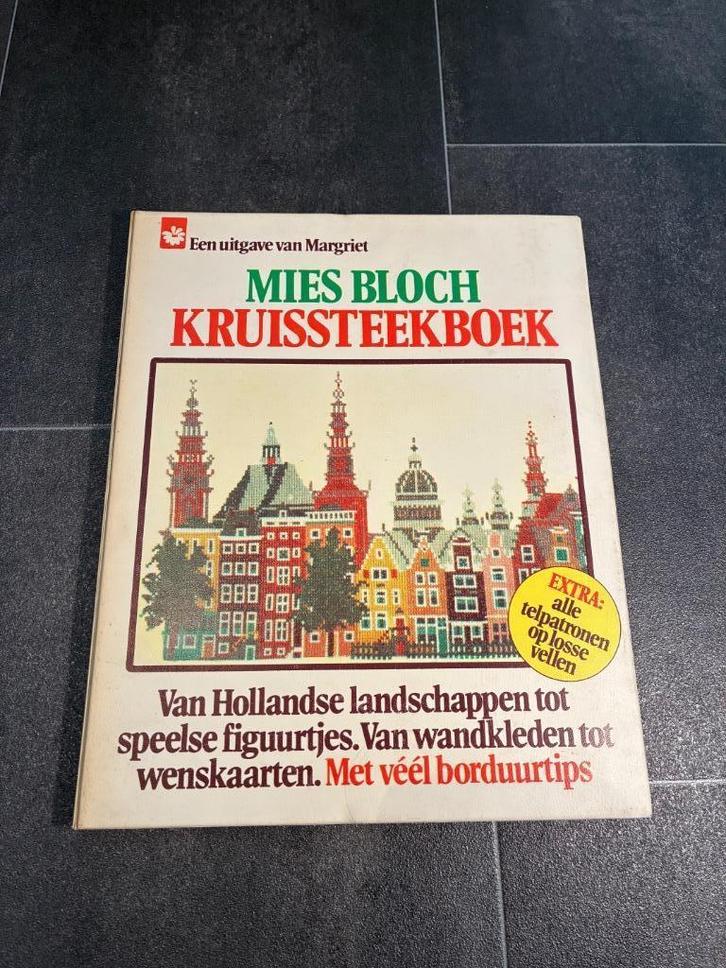 Een uitgave van Margriet
MIES BLOCH
KRUISSTEEKBOEK
EXTRA:
alle
telpatronen
op losse
vellen
Van Hollandse landschappen tot
speelse figuurtjes. Van wandkleden tot
wenskaarten. Met véél borduurtips